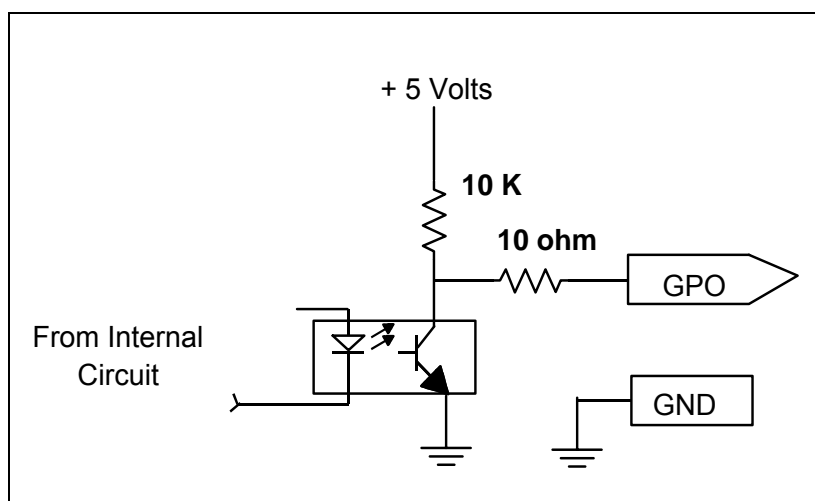 + 5 Volts
10 K
10 ohm
GPO
From Internal
Circuit
GND